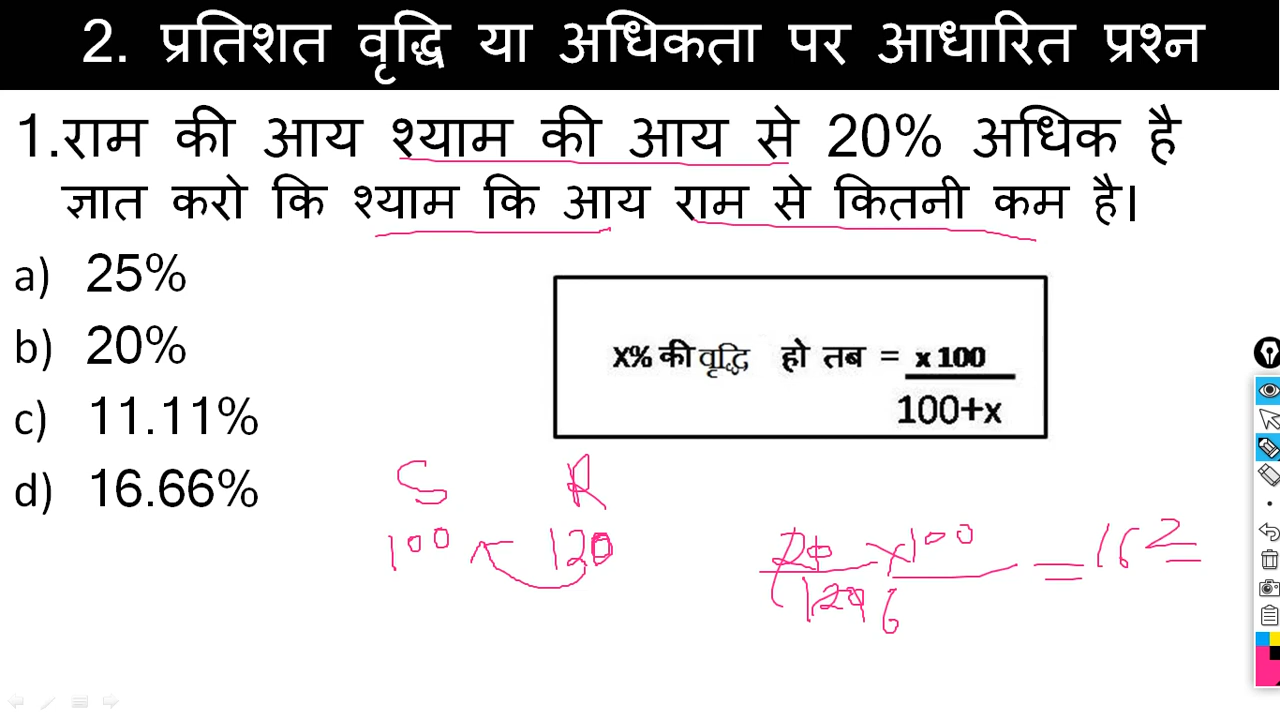 2. प्रतिशत वृद्धि या अधिकता पर आधारित प्रश्न
1.राम की आय श्याम की आय से 20% अधिक है
ज्ञात करो कि श्याम कि आय राम से कितनी कम है।
a) 25%
b) 20%
c) 11.11%
d) 16.66%
X% की वृद्धि हो तब = x 100
100+x
S R
100 120
20 × 100 = 16 2
120 6